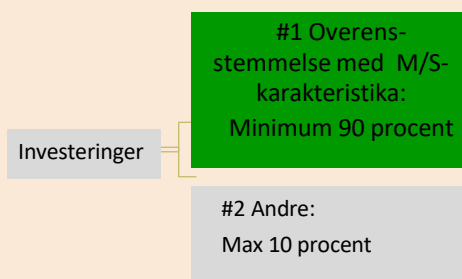 #1 Overens-
stemmelse med M/S-
karakteristika:
Minimum 90 procent
Investeringer
#2 Andre:
Max 10 procent